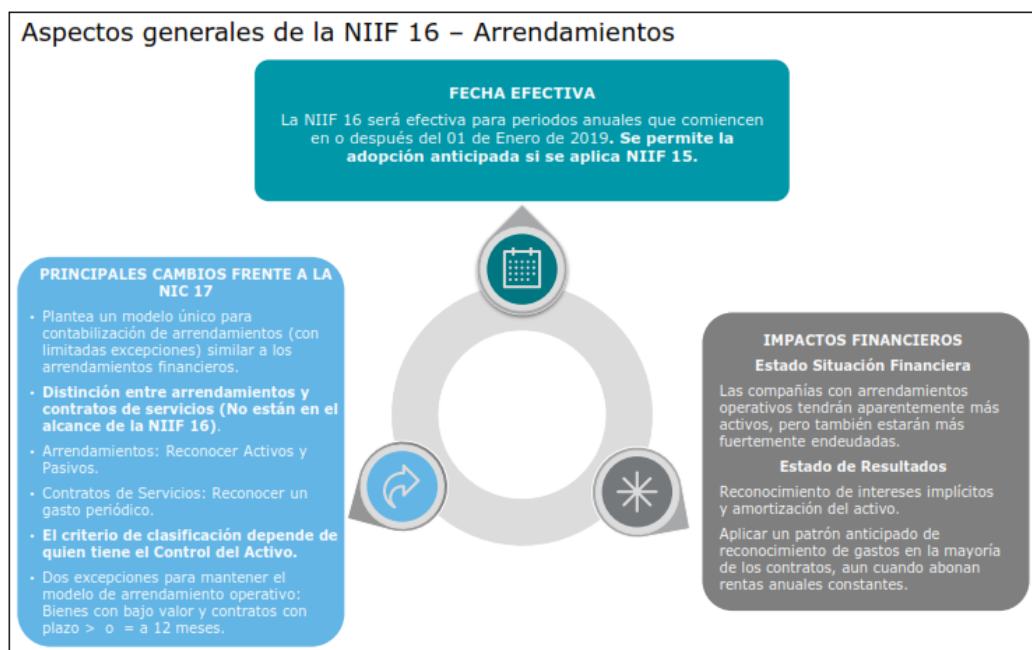 Aspectos generales de la NIIF 16 – Arrendamientos
FECHA EFECTIVA
La NIIF 16 será efectiva para periodos anuales que comiencen
en o después del 01 de Enero de 2019. Se permite la
adopción anticipada si se aplica NIIF 15.
PRINCIPALES CAMBIOS FRENTE A LA
NIC 17
• Plantea un modelo único para
contabilización de arrendamientos (con
limitadas excepciones) similar a los
arrendamientos financieros.
• Distinción entre arrendamientos y
contratos de servicios (No están en el
alcance de la NIIF 16).
• Arrendamientos: Reconocer Activos y
Pasivos.
• Contratos de Servicios: Reconocer un
gasto periódico.
• El criterio de clasificación depende de
quien tiene el Control del Activo.
• Dos excepciones para mantener el
modelo de arrendamiento operativo:
Bienes con bajo valor y contratos con
plazo > o = a 12 meses.
IMPACTOS FINANCIEROS
Estado Situación Financiera
Las compañías con arrendamientos
operativos tendrán aparentemente más
activos, pero también estarán más
fuertemente endeudadas.
Estado de Resultados
Reconocimiento de intereses implícitos
y amortización del activo.
Aplicar un patrón anticipado de
reconocimiento de gastos en la mayoría
de los contratos, aun cuando abonan
rentas anuales constantes.